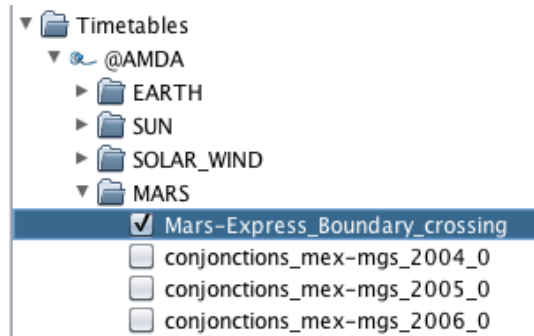 Timetables
@AMDA
EARTH
SUN
SOLAR_WIND
MARS
Mars-Express_Boundary_crossing
conjonctions_mex-mgs_2004_0
conjonctions_mex-mgs_2005_0
conjonctions_mex-mgs_2006_0